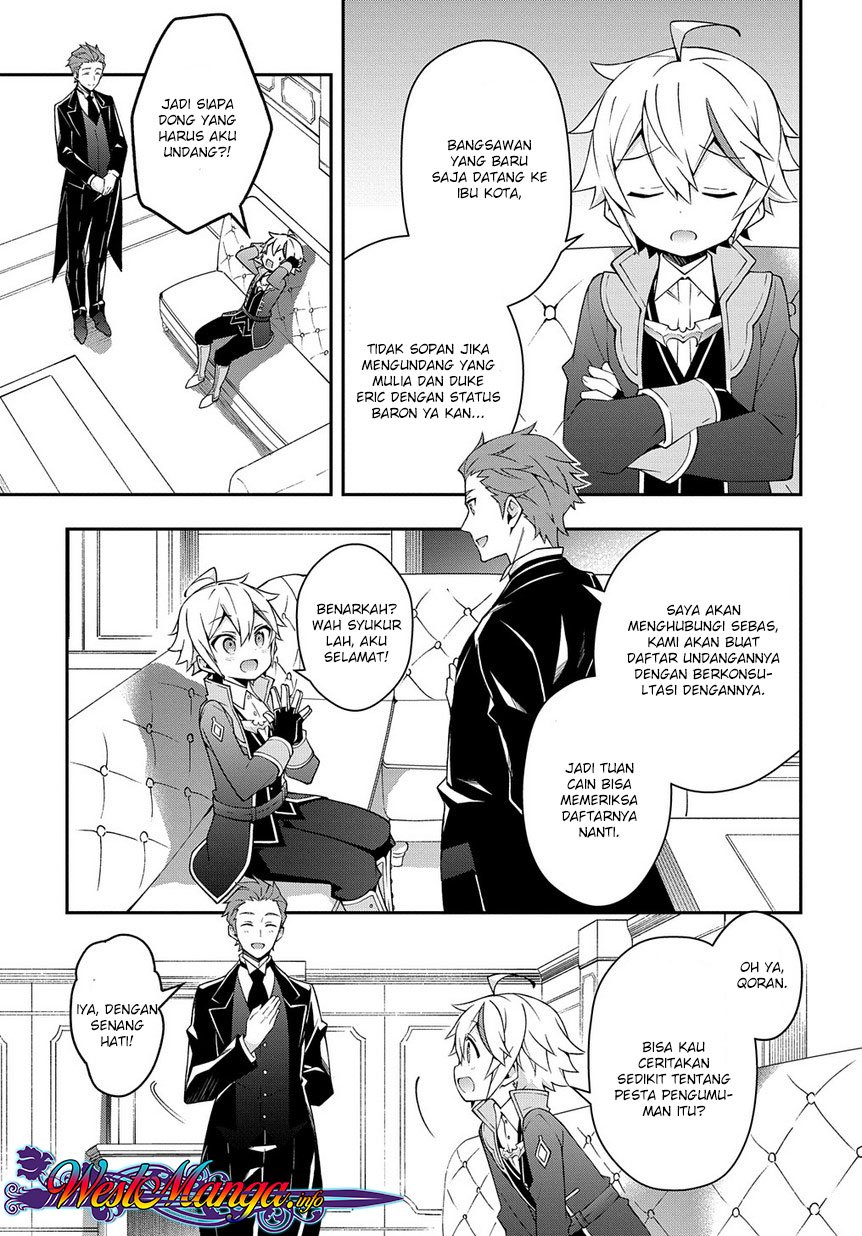 BANGSAWAN
YANG BARU
SAJA DATANG KE
IBU KOTA,
TIDAK SOPAN JIKA
MENGUNDANG YANG
MULIA DAN DUKE
ERIC DENGAN STATUS
BARON YA KAN...
JADI SIAPA
DONG YANG
HARUS AKU
UNDANG?!
SAYA AKAN
MENGHUBUNGI SEBAS,
KAMI AKAN BUAT
DAFTAR UNDANGANNYA
DENGAN BERKONSU-
LTASI DENGANNYA.
JADI TUAN
CAIN BISA
MEMERIKSA
DAFTARNYA
NANTI.
BENARKAH?
WAH SYUKUR
LAH, AKU
SELAMAT!
OH YA,
QORAN.
BISA KAU
CERITAKAN
SEDIKIT TENTANG
PESTA PENGUMU-
MAN ITU?
IYA, DENGAN
SENANG
HATI!
WestManga.info